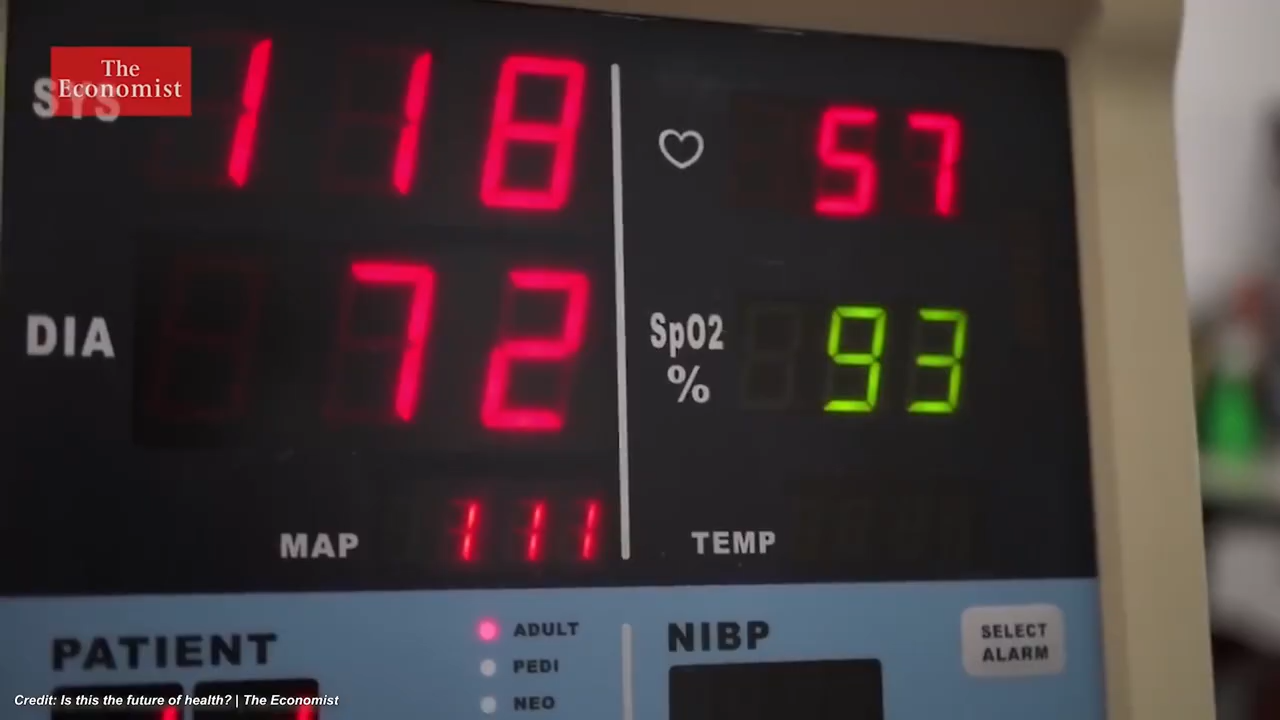 The
Economist
SYS
118
57
DIA
72
SpO2
%
93
MAP
111
TEMP
PATIENT
ADULT
PEDI
NEO
NIBP
SELECT
ALARM
Credit: Is this the future of health? | The Economist